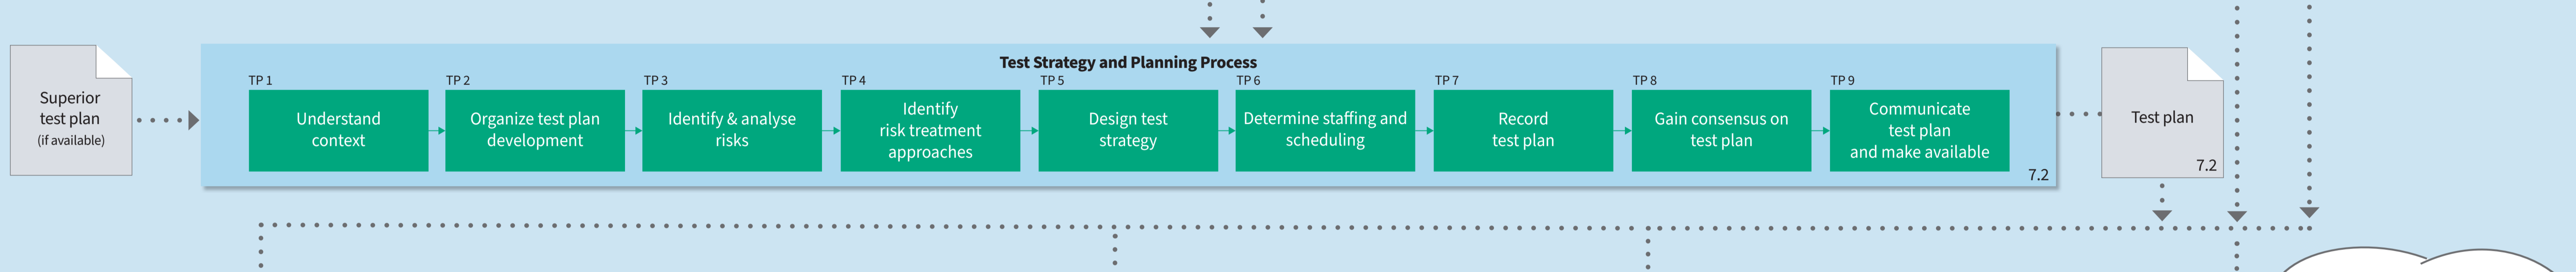 Superior
test plan
(if available)
Test Strategy and Planning Process
TP 1
Understand
context
TP 2
Organize test plan
development
TP 3
Identify & analyse
risks
TP 4
Identify
risk treatment
approaches
TP 5
Design test
strategy
TP 6
Determine staffing and
scheduling
TP 7
Record
test plan
TP 8
Gain consensus on
test plan
TP 9
Communicate
test plan
and make available
7.2
Test plan
7.2